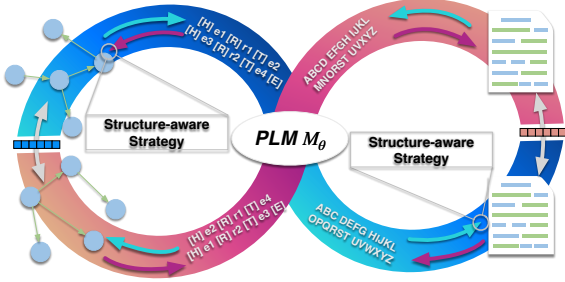 [H] e1 [R] r1 [T] e2
[H] e3 [R] r2 [T] e4 [E]
ABCD EFGH IJKL
MNORST UVXYZ
Structure-aware
Strategy
PLM Mθ
Structure-aware
Strategy
[H] e2 [R] r1 [T] e4
[H] e1 [R] r2 [T] e3 [E]
ABC DEFG HIJKL
OPQRST UVWXYZ